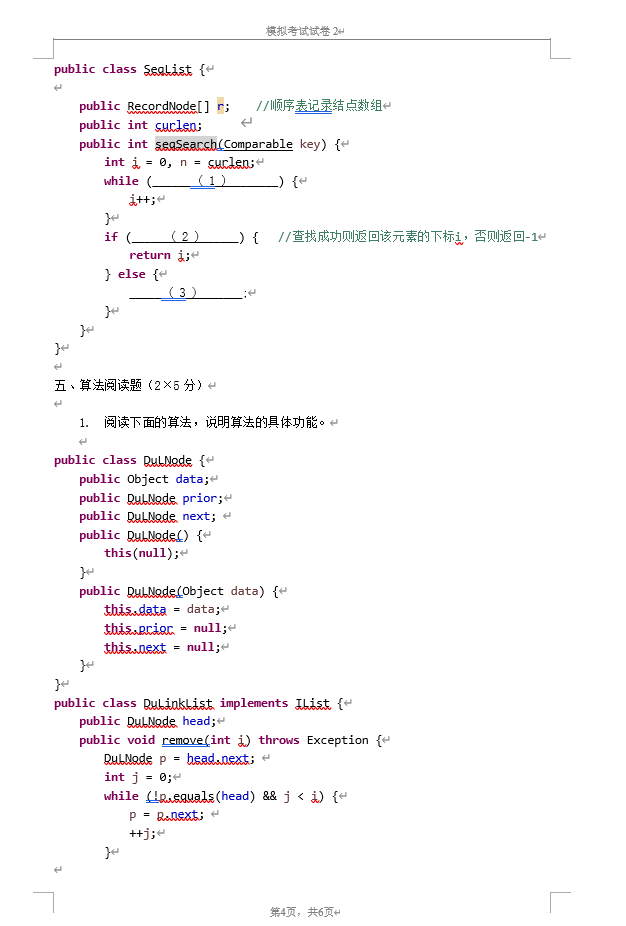 模拟考试试卷 2
public class SeqList {
public RecordNode[] r; //顺序表记录结点数组
public int curlen;
public int seqSearch(Comparable key) {
int i = 0, n = curlen;
while (______（1）________) {
i++;
}
if (______（2）______) { //查找成功则返回该元素的下标i，否则返回-1
return i;
} else {
_____（3）_______;
}
}
}
五、算法阅读题（2×5 分）
1. 阅读下面的算法，说明算法的具体功能。
public class DuLNode {
public Object data;
public DuLNode prior;
public DuLNode next;
public DuLNode() {
this(null);
}
public DuLNode(Object data) {
this.data = data;
this.prior = null;
this.next = null;
}
}
public class DuLinkList implements IList {
public DuLNode head;
public void remove(int i) throws Exception {
DuLNode p = head.next;
int j = 0;
while (!p.equals(head) && j < i) {
p = p.next;
++j;
}
第4页，共6页